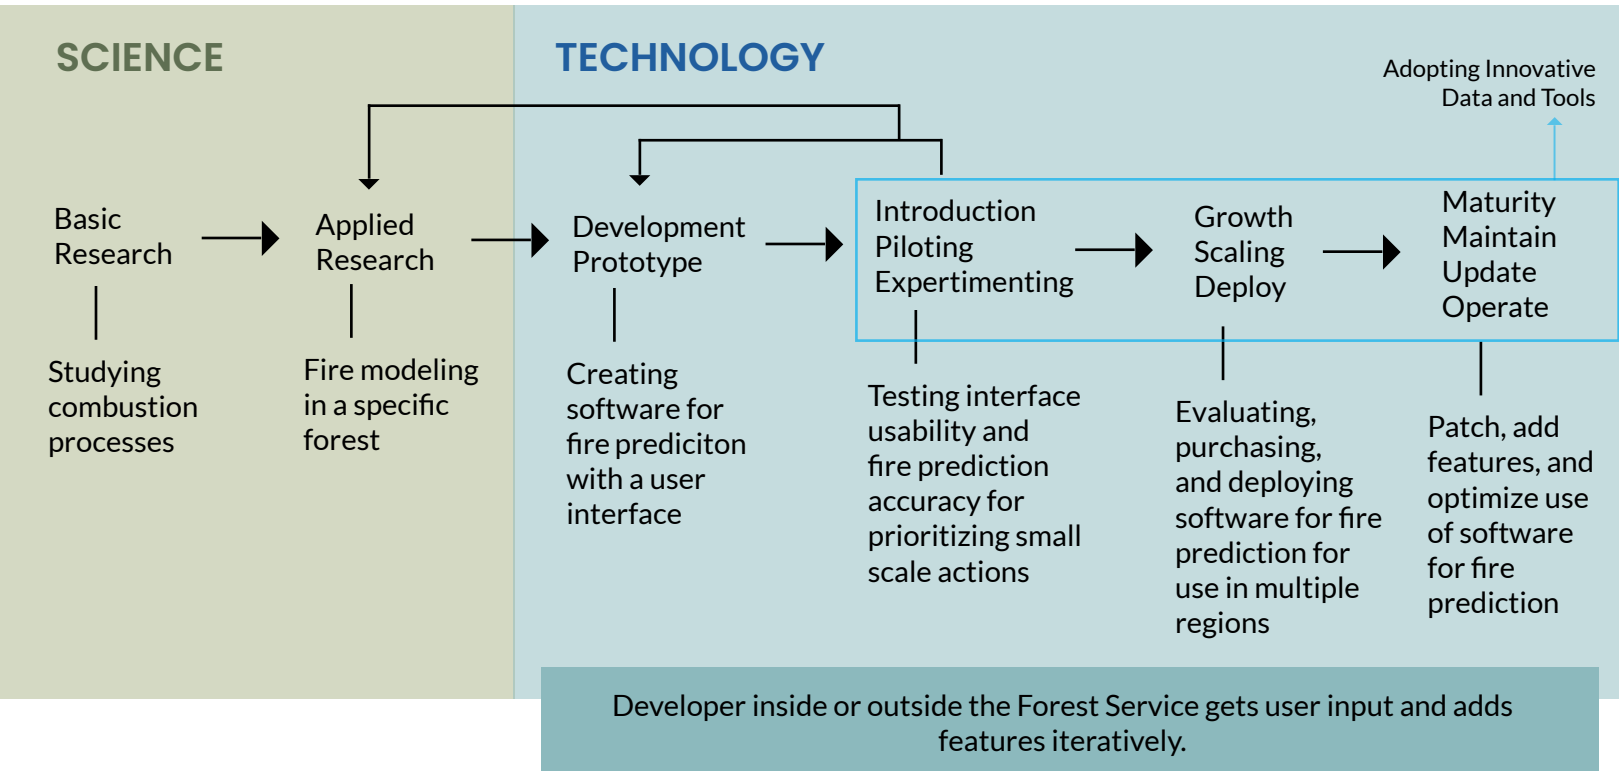 SCIENCE
TECHNOLOGY
Adopting Innovative
Data and Tools
Basic
Research
Applied
Research
Development
Prototype
Introduction
Piloting
Expertimenting
Growth
Scaling
Deploy
Maturity
Maintain
Update
Operate
Studying
combustion
processes
Fire modeling
in a specific
forest
Creating
software for
fire prediciton
with a user
interface
Testing interface
usability and
fire prediction
accuracy for
prioritizing small
scale actions
Evaluating,
purchasing,
and deploying
software for fire
prediction for
use in multiple
regions
Patch, add
features, and
optimize use
of software
for fire
prediction
Developer inside or outside the Forest Service gets user input and adds
features iteratively.